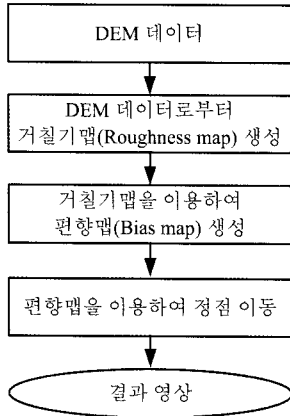 DEM 데이터
DEM 데이터로부터
거칠기맵(Roughness map) 생성
거칠기맵을 이용하여
편향맵(Bias map) 생성
편향맵을 이용하여 정점 이동
결과 영상